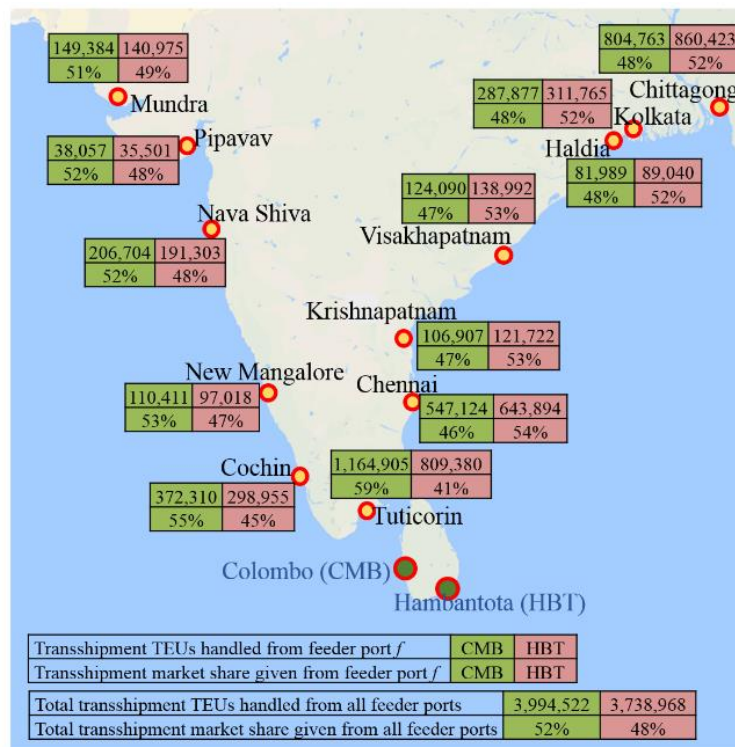 149,384 140,975
51% 49%
Mundra
804,763 860,423
48% 52%
Chittagong
287,877 311,765
48% 52%
Kolkata
Haldia
81,989 89,040
48% 52%
38,057 35,501
52% 48%
Pipavav
124,090 138,992
47% 53%
Visakhapatnam
Nava Shiva
206,704 191,303
52% 48%
Krishnapatnam
106,907 121,722
47% 53%
New Mangalore
110,411 97,018
53% 47%
Chennai
547,124 643,894
46% 54%
Cochin
372,310 298,955
55% 45%
1,164,905 809,380
59% 41%
Tuticorin
Colombo (CMB)
Hambantota (HBT)
Transshipment TEUs handled from feeder port f CMB HBT
Transshipment market share given from feeder port f CMB HBT
Total transshipment TEUs handled from all feeder ports 3,994,522 3,738,968
Total transshipment market share given from all feeder ports 52% 48%